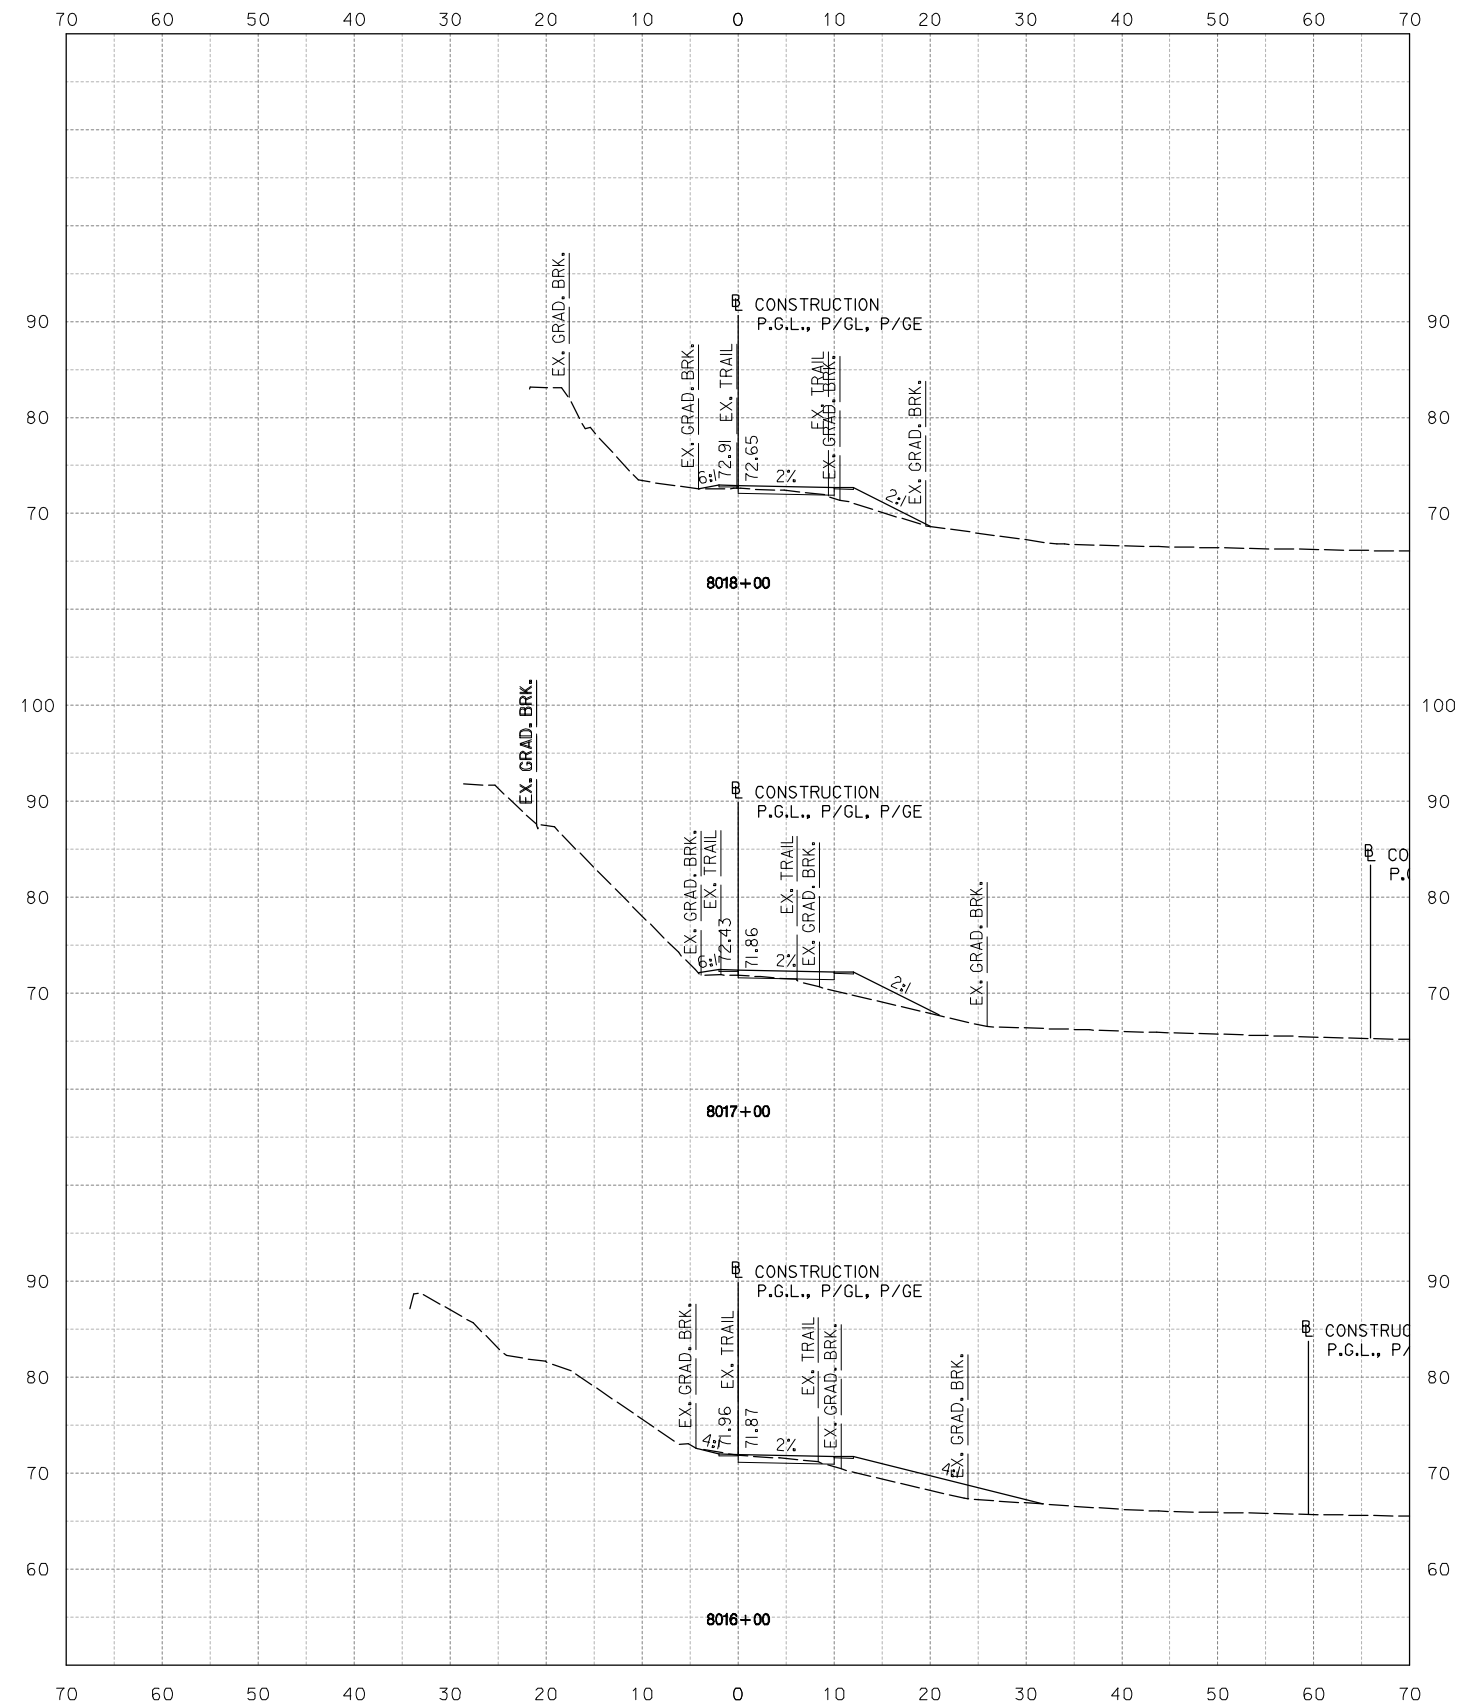 70 60 50 40 30 20 10 0 10 20 30 40 50 60 70
EX. GRAD. BRK.
℄ CONSTRUCTION
P.G.L., P/GL, P/GE
90 90
EX. GRAD. BRK.
EX. TRAIL
EX. TRAIL
EX. GRAD. BRK.
EX. GRAD. BRK.
80 80
72.91
72.65
6:1
2%
2:1
70 70
8018+00
EX. GRAD. BRK.
100 100
CONSTRUCTION
P.G.L., P/GL, P/GE
90 90
EX. GRAD. BRK.
EX. TRAIL
EX. TRAIL
EX. GRAD. BRK.
EX. GRAD. BRK.
CO
P.
80 80
72.43
71.86
6:1
2%
2:1
70 70
8017+00
CONSTRUCTION
P.G.L., P/GL, P/GE
90 90
EX. GRAD. BRK.
EX. TRAIL
EX. TRAIL
EX. GRAD. BRK.
EX. GRAD. BRK.
CONSTRUC
P.G.L., P/
80 80
71.96
71.87
4:1
2%
4:1
70 70
60 60
8016+00
70 60 50 40 30 20 10 0 10 20 30 40 50 60 70